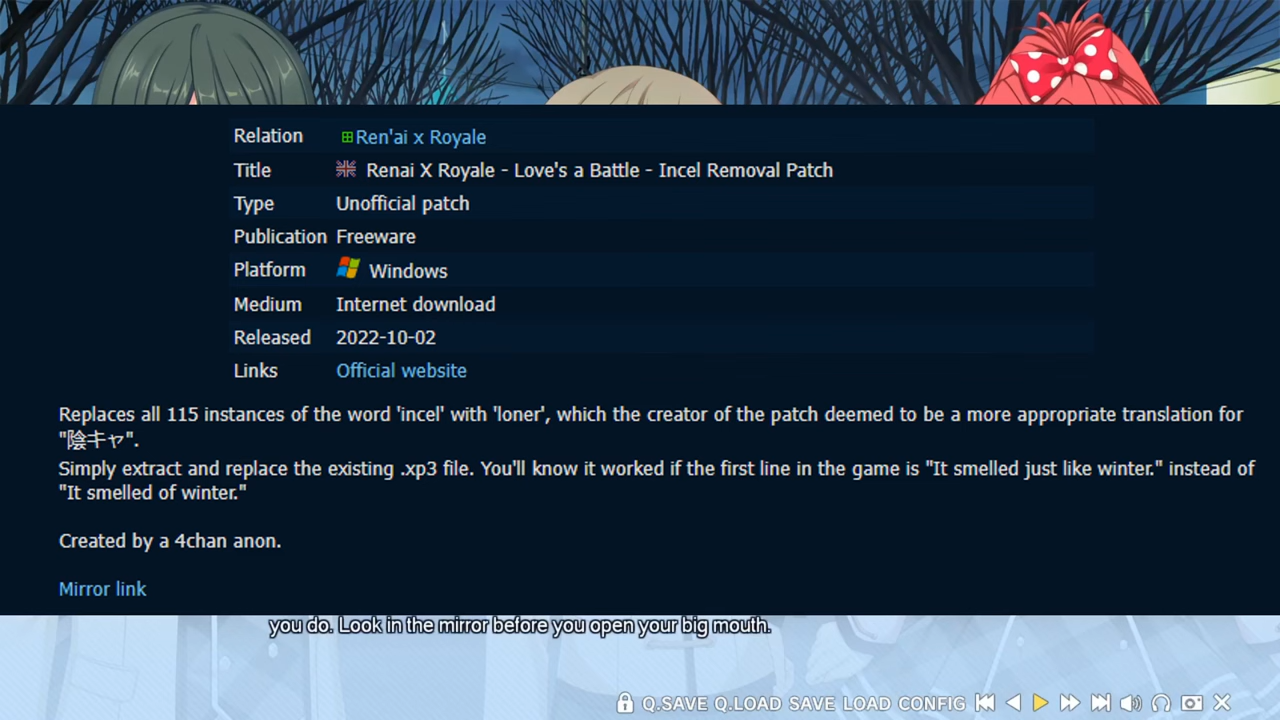 Relation Ren'ai x Royale
Title Renai X Royale - Love's a Battle - Incel Removal Patch
Type Unofficial patch
Publication Freeware
Platform Windows
Medium Internet download
Released 2022-10-02
Links Official website
Replaces all 115 instances of the word 'incel' with 'loner', which the creator of the patch deemed to be a more appropriate translation for
"陰キャ".
Simply extract and replace the existing .xp3 file. You'll know it worked if the first line in the game is "It smelled just like winter." instead of
"It smelled of winter."
Created by a 4chan anon.
Mirror link
you do. Look in the mirror before you open your big mouth.
Q.SAVE Q.LOAD SAVE LOAD CONFIG